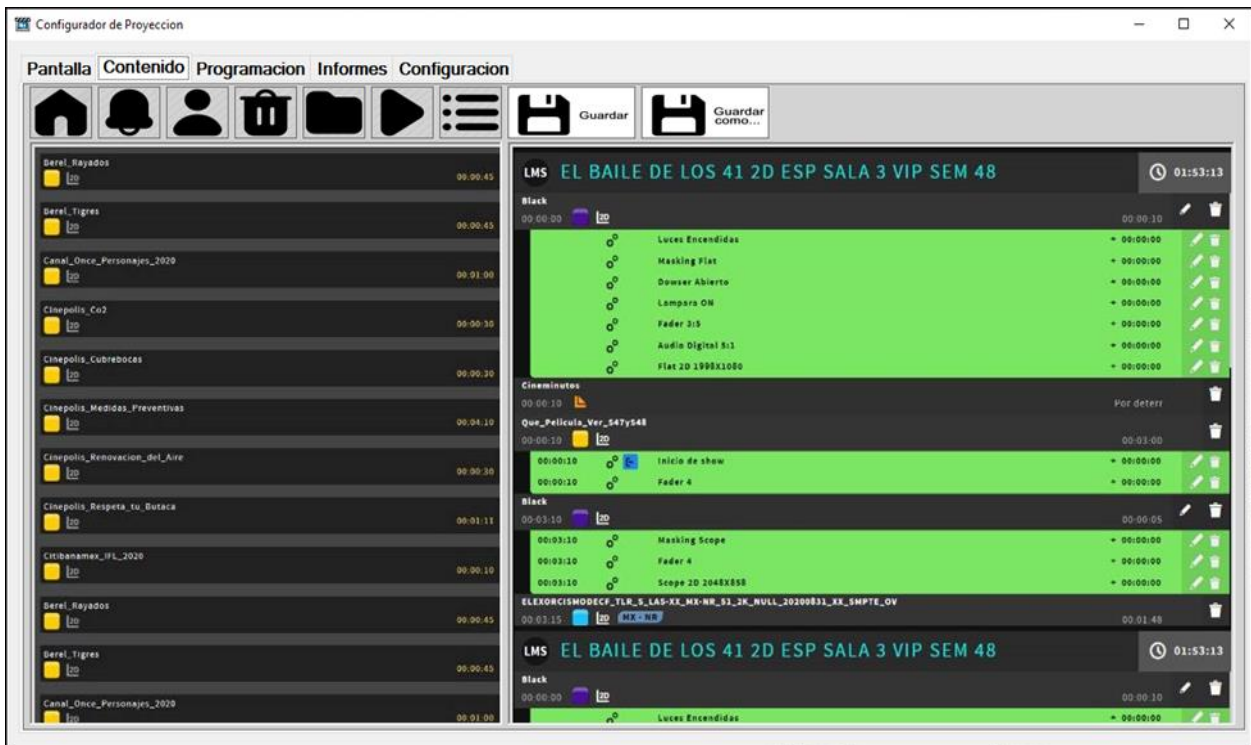 Configurador de Proyeccion
Pantalla Contenido Programacion Informes Configuracion
Guardar
Guardar como...
Berel_Rayados
2D 00:00:45
Berel_Tigres
2D 00:00:45
Canal_Once_Personajes_2020
2D 00:01:00
Cinepolis_Co2
2D 00:00:30
Cinepolis_Cubrebocas
2D 00:00:30
Cinepolis_Medidas_Preventivas
2D 00:04:10
Cinepolis_Renovacion_del_Aire
2D 00:00:30
Cinepolis_Respeta_tu_Butaca
2D 00:01:11
Citibanamex_IFL_2020
2D 00:00:10
Berel_Rayados
2D 00:00:45
Berel_Tigres
2D 00:00:45
Canal_Once_Personajes_2020
2D 00:01:00
LMS EL BAILE DE LOS 41 2D ESP SALA 3 VIP SEM 48 01:53:13
Black
00:00:00 2D 00:00:10
Luces Encendidas + 00:00:00
Masking Flat + 00:00:00
Dowser Abierto + 00:00:00
Lampara ON + 00:00:00
Fader 3:5 + 00:00:00
Audio Digital 5:1 + 00:00:00
Flat 2D 1998X1080 + 00:00:00
Cineminutos
00:00:10 Por deterr
Que_Pelicula_Ver_S47yS48
00:00:10 2D 00:03:00
00:00:10 Inicio de show + 00:00:00
00:00:10 Fader 4 + 00:00:00
Black
00:03:10 2D 00:00:05
00:03:10 Masking Scope + 00:00:00
00:03:10 Fader 4 + 00:00:00
00:03:10 Scope 2D 2048X858 + 00:00:00
ELEXORCISMODECF_TLR_S_LAS-XX_MX-NR_51_2K_NULL_20200831_XX_SMPTE_OV
00:03:15 2D MX - NR 00:01:48
LMS EL BAILE DE LOS 41 2D ESP SALA 3 VIP SEM 48 01:53:13
Black
00:00:00 2D 00:00:10
Luces Encendidas + 00:00:00